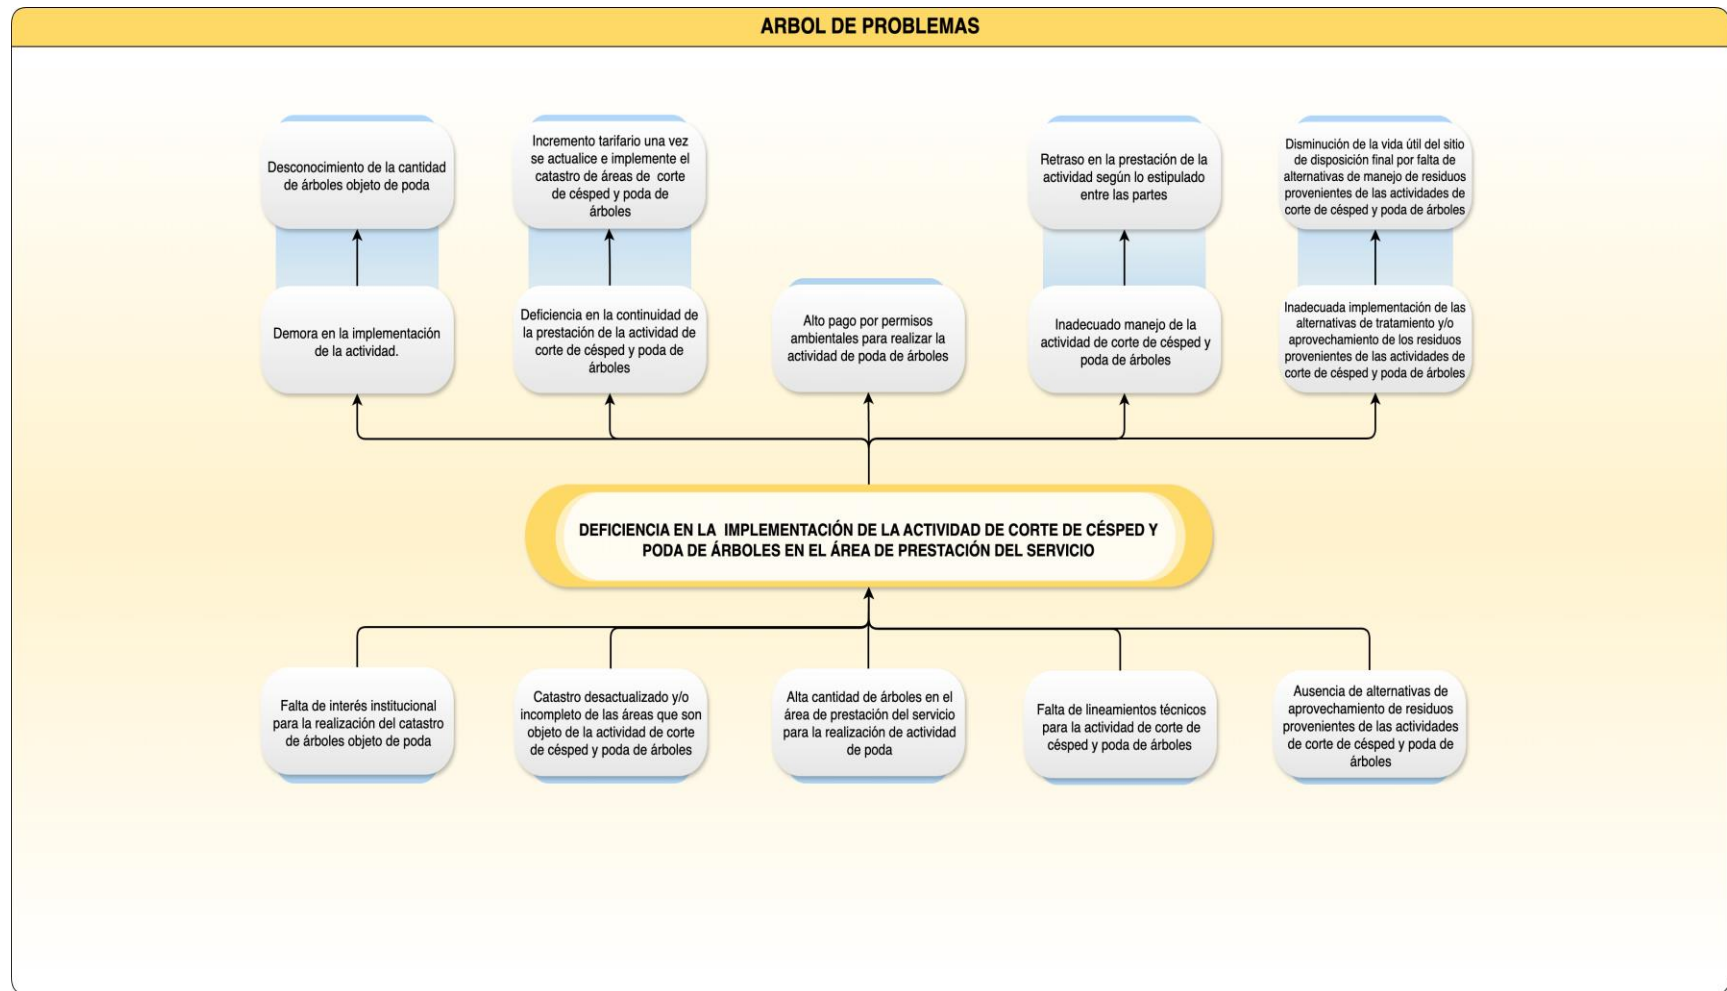 ARBOL DE PROBLEMAS
Desconocimiento de la cantidad
de árboles objeto de poda
Incremento tarifario una vez
se actualice e implemente el
catastro de áreas de corte
de césped y poda de
árboles
Retraso en la prestación de la
actividad según lo estipulado
entre las partes
Disminución de la vida útil del sitio
de disposición final por falta de
alternativas de manejo de residuos
provenientes de las actividades de
corte de césped y poda de árboles
Demora en la implementación
de la actividad.
Deficiencia en la continuidad de
la prestación de la actividad de
corte de césped y poda de
árboles
Alto pago por permisos
ambientales para realizar la
actividad de poda de árboles
Inadecuado manejo de la
actividad de corte de césped y
poda de árboles
Inadecuada implementación de las
alternativas de tratamiento y/o
aprovechamiento de los residuos
provenientes de las actividades de
corte de césped y poda de árboles
DEFICIENCIA EN LA IMPLEMENTACIÓN DE LA ACTIVIDAD DE CORTE DE CÉSPED Y
PODA DE ÁRBOLES EN EL ÁREA DE PRESTACIÓN DEL SERVICIO
Falta de interés institucional
para la realización del catastro
de árboles objeto de poda
Catastro desactualizado y/o
incompleto de las áreas que son
objeto de la actividad de corte
de césped y poda de árboles
Alta cantidad de árboles en el
área de prestación del servicio
para la realización de actividad
de poda
Falta de lineamientos técnicos
para la actividad de corte de
césped y poda de árboles
Ausencia de alternativas de
aprovechamiento de residuos
provenientes de las actividades
de corte de césped y poda de
árboles